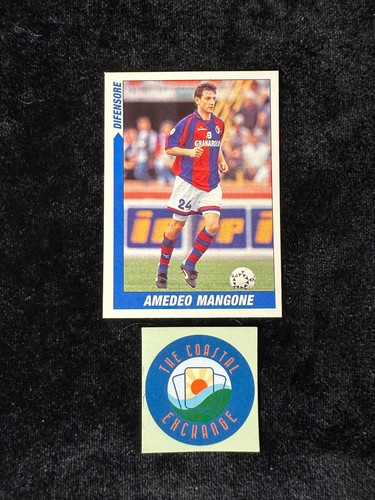 DIFENSORE
GRANAROLO
24
AMEDEO MANGONE
THE COASTAL
EXCHANGE